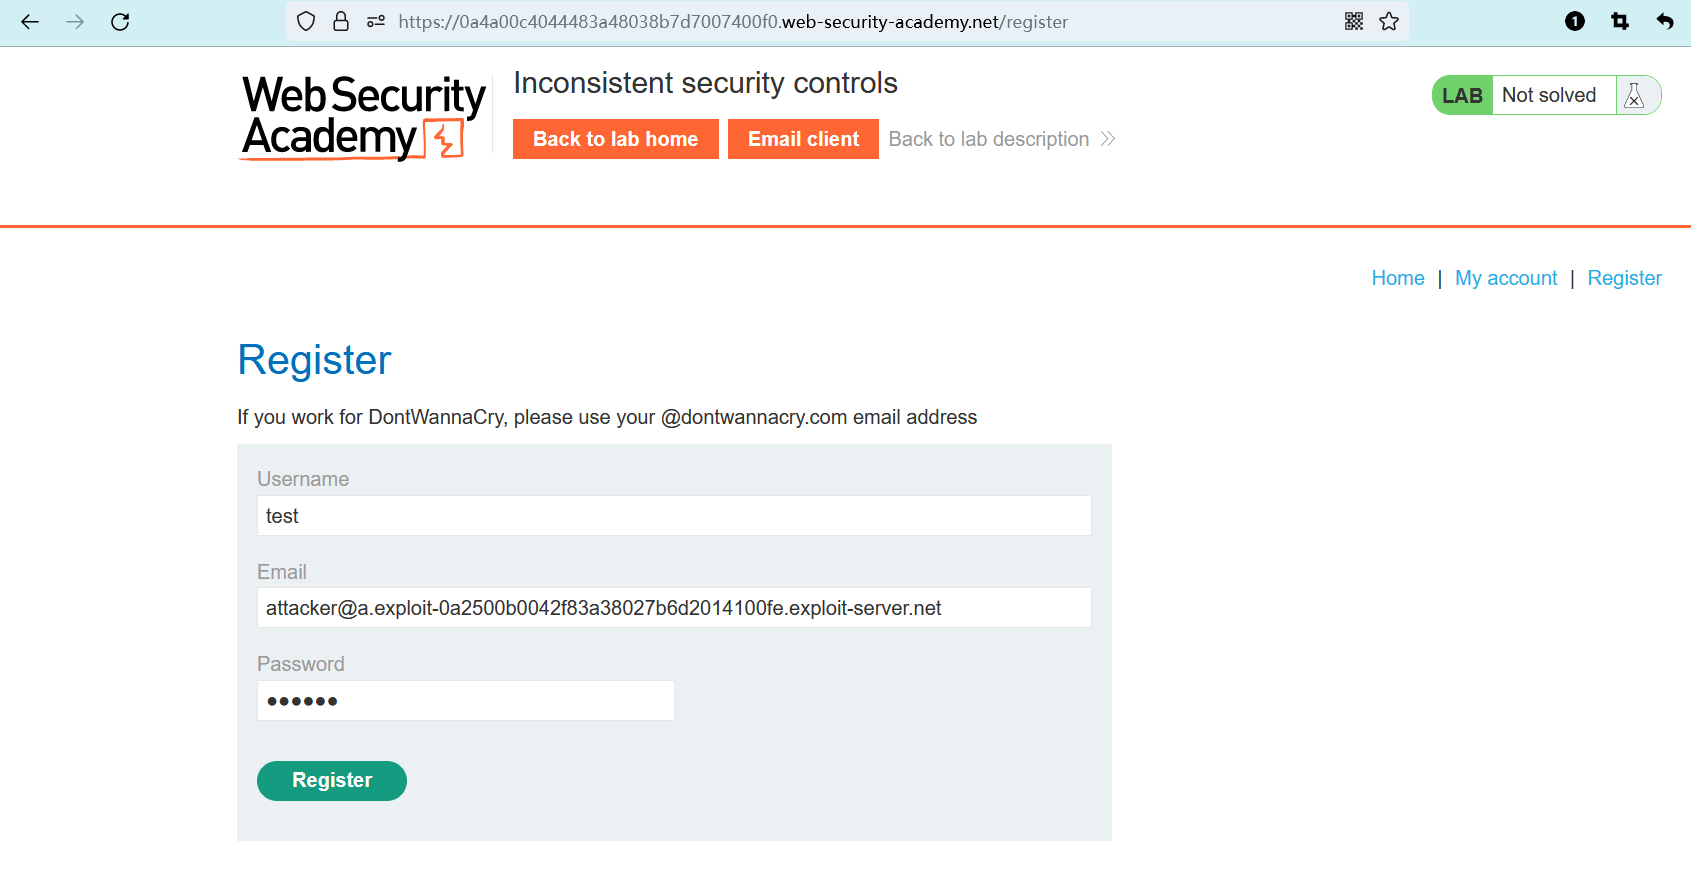 https://0a4a00c4044483a48038b7d7007400f0.web-security-academy.net/register
1
Web Security
Academy
Inconsistent security controls
Back to lab home
Email client
Back to lab description
LAB
Not solved
Home | My account | Register
Register
If you work for DontWannaCry, please use your @dontwannacry.com email address
Username
test
Email
attacker@a.exploit-0a2500b0042f83a38027b6d2014100fe.exploit-server.net
Password
●●●●●●
Register